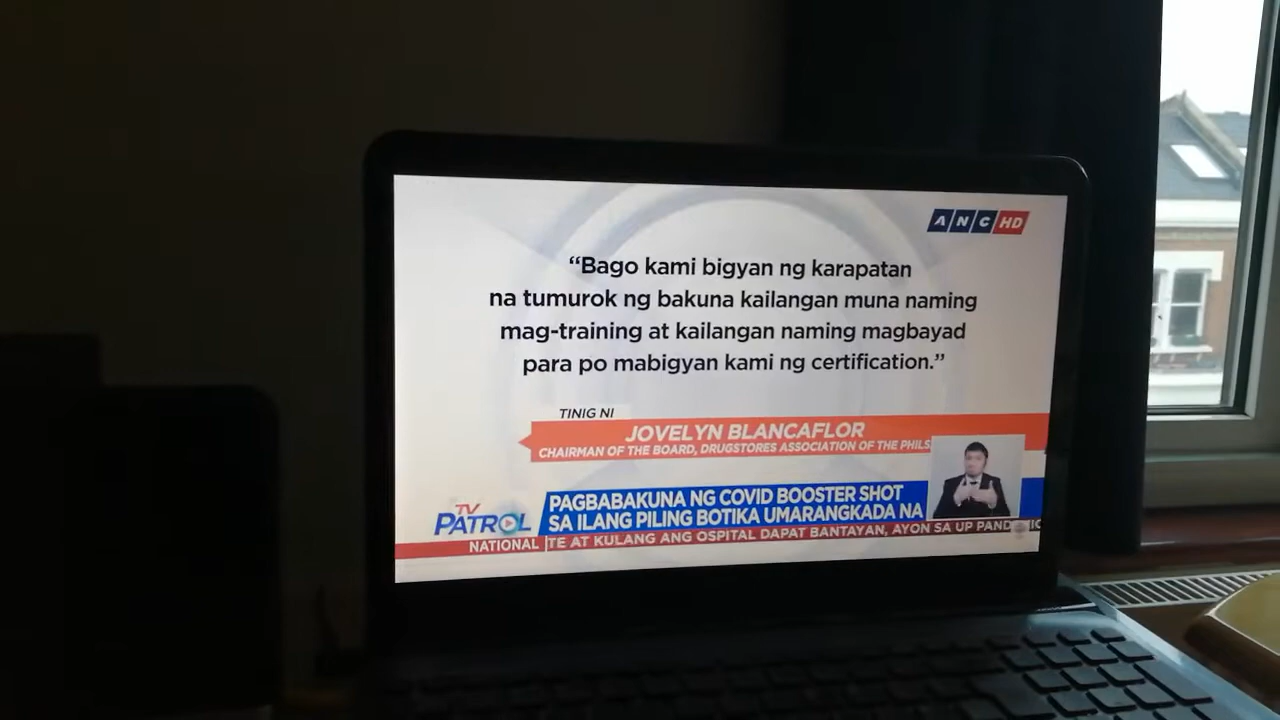 ANC HD
“Bago kami bigyan ng karapatan
na tumurok ng bakuna kailangan muna naming
mag-training at kailangan naming magbayad
para po mabigyan kami ng certification.”
TINIG NI
JOVELYN BLANCAFLOR
CHAIRMAN OF THE BOARD, DRUGSTORES ASSOCIATION OF THE PHILS
TV PATROL
PAGBABAKUNA NG COVID BOOSTER SHOT
SA ILANG PILING BOTIKA UMARANGKADA NA
NATIONAL TE AT KULANG ANG OSPITAL DAPAT BANTAYAN, AYON SA UP